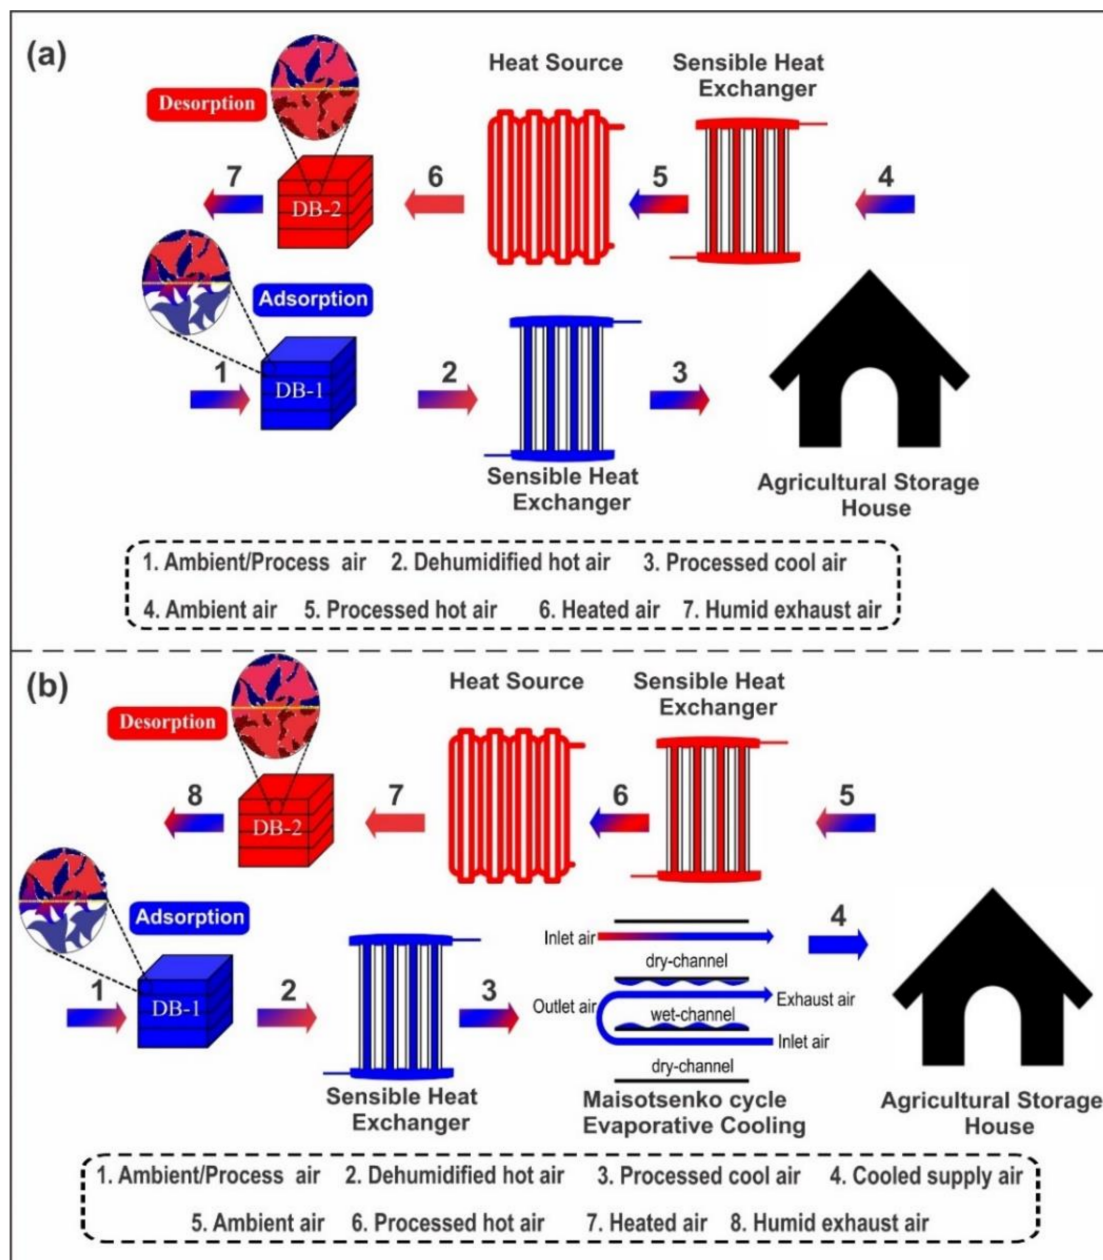 (a)
Heat Source
Sensible Heat
Exchanger
Desorption
7
DB-2
6
5
4
Adsorption
1
DB-1
2
3
Sensible Heat
Exchanger
Agricultural Storage
House
1. Ambient/Process air 2. Dehumidified hot air 3. Processed cool air
4. Ambient air 5. Processed hot air 6. Heated air 7. Humid exhaust air
(b)
Heat Source
Sensible Heat
Exchanger
Desorption
8
DB-2
7
6
5
Adsorption
1
DB-1
2
3
4
Inlet air
dry-channel
Outlet air
Exhaust air
wet-channel
Inlet air
dry-channel
Sensible Heat
Exchanger
Maisotsenko cycle
Evaporative Cooling
Agricultural Storage
House
1. Ambient/Process air 2. Dehumidified hot air 3. Processed cool air 4. Cooled supply air
5. Ambient air 6. Processed hot air 7. Heated air 8. Humid exhaust air